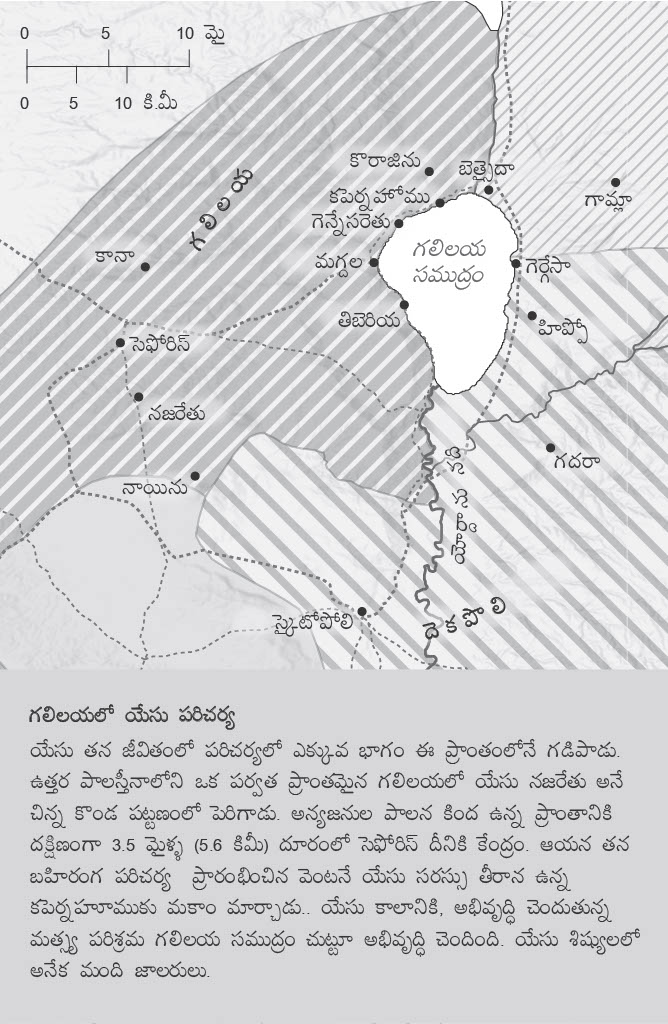 0 5 10 మై
0 5 10 కి.మీ
కొరాజిను
బెత్సైదా
గామ్లా
కపెర్నహోము
గెన్నేసరెతు
గలిలయ
కానా
మగ్దల
గలిలయ
సముద్రం
గెర్గేసా
తిబెరియ
హిప్పో
సెఫోరిస్
నజరేతు
గదరా
నాయిను
యోర్దాను నది
స్కైటోపోలి
దెకపొలి
గలిలయలో యేసు పరిచర్య
యేసు తన జీవితంలో పరిచర్యలో ఎక్కువ భాగం ఈ ప్రాంతంలోనే గడిపాడు.
ఉత్తర పాలస్తీనాలోని ఒక పర్వత ప్రాంతమైన గలిలయలో యేసు నజరేతు అనే
చిన్న కొండ పట్టణంలో పెరిగాడు. అన్యజనుల పాలన కింద ఉన్న ప్రాంతానికి
దక్షిణంగా 3.5 మైళ్ళ (5.6 కిమీ) దూరంలో సెఫోరిస్ దీనికి కేంద్రం. ఆయన తన
బహిరంగ పరిచర్య ప్రారంభించిన వెంటనే యేసు సరస్సు తీరాన ఉన్న
కపెర్నహూముకు మకాం మార్చాడు.. యేసు కాలానికి, అభివృద్ధి చెందుతున్న
మత్స్య పరిశ్రమ గలిలయ సముద్రం చుట్టూ అభివృద్ధి చెందింది. యేసు శిష్యులలో
అనేక మంది జాలరులు.